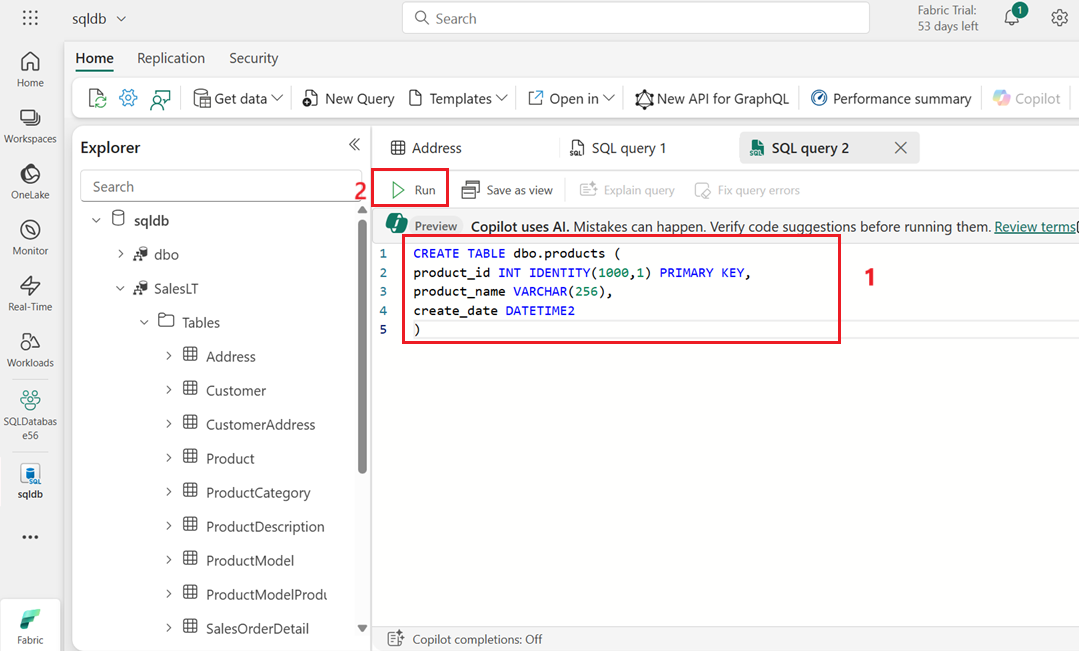 sqldb
Search
Fabric Trial:
53 days left
1
Home
Workspaces
OneLake
Monitor
Real-Time
Workloads
SQLDatabas
e56
sqldb
Fabric
Home
Replication
Security
Get data
New Query
Templates
Open in
New API for GraphQL
Performance summary
Copilot
Explorer
Search
sqldb
dbo
SalesLT
Tables
Address
Customer
CustomerAddress
Product
ProductCategory
ProductDescription
ProductModel
ProductModelProdu
SalesOrderDetail
Address
SQL query 1
SQL query 2
2
Run
Save as view
Explain query
Fix query errors
Preview
Copilot uses AI. Mistakes can happen. Verify code suggestions before running them. Review terms
1 CREATE TABLE dbo.products (
2 product_id INT IDENTITY(1000,1) PRIMARY KEY,
3 product_name VARCHAR(256),
4 create_date DATETIME2
5 )
1
Copilot completions: Off